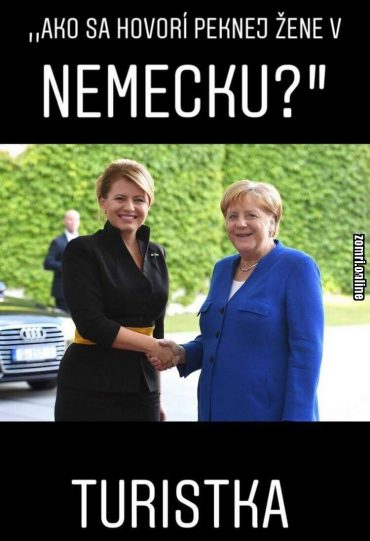 ,,AKO SA HOVORÍ PEKNEJ ŽENE V
NEMECKU?"
zomri.online
TURISTKA